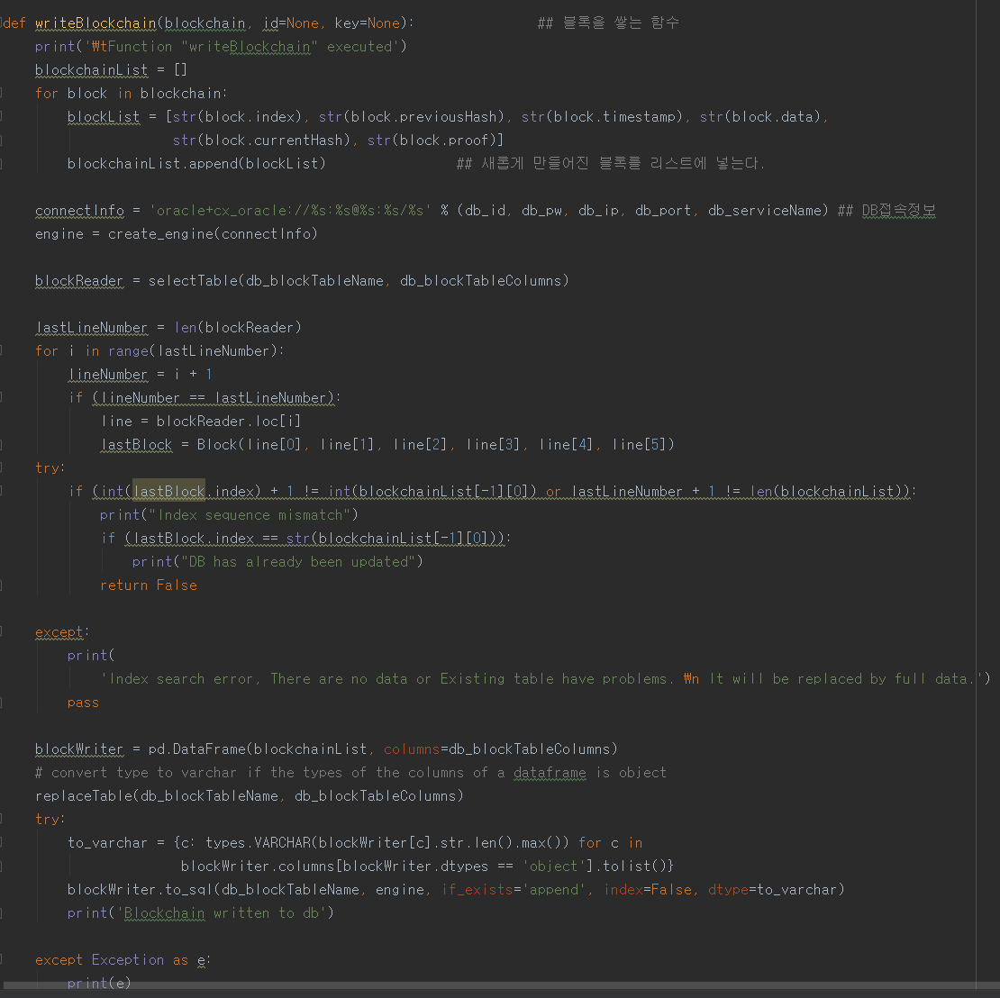 def writeBlockchain(blockchain, id=None, key=None):                ## 블록을 쌓는 함수
    print('₩tFunction "writeBlockchain" executed')
    blockchainList = []
    for block in blockchain:
        blockList = [str(block.index), str(block.previousHash), str(block.timestamp), str(block.data),
                     str(block.currentHash), str(block.proof)]
        blockchainList.append(blockList)                ## 새롭게 만들어진 블록를 리스트에 넣는다.

    connectInfo = 'oracle+cx_oracle://%s:%s@%s:%s/%s' % (db_id, db_pw, db_ip, db_port, db_serviceName) ## DB접속정보
    engine = create_engine(connectInfo)

    blockReader = selectTable(db_blockTableName, db_blockTableColumns)

    lastLineNumber = len(blockReader)
    for i in range(lastLineNumber):
        lineNumber = i + 1
        if (lineNumber == lastLineNumber):
            line = blockReader.loc[i]
            lastBlock = Block(line[0], line[1], line[2], line[3], line[4], line[5])
    try:
        if (int(lastBlock.index) + 1 != int(blockchainList[-1][0]) or lastLineNumber + 1 != len(blockchainList)):
            print("Index sequence mismatch")
            if (lastBlock.index == str(blockchainList[-1][0])):
                print("DB has already been updated")
            return False

    except:
        print(
            'Index search error, There are no data or Existing table have problems. ₩n It will be replaced by full data.')
        pass

    blockWriter = pd.DataFrame(blockchainList, columns=db_blockTableColumns)
    # convert type to varchar if the types of the columns of a dataframe is object
    replaceTable(db_blockTableName, db_blockTableColumns)
    try:
        to_varchar = {c: types.VARCHAR(blockWriter[c].str.len().max()) for c in
                      blockWriter.columns[blockWriter.dtypes == 'object'].tolist()}
        blockWriter.to_sql(db_blockTableName, engine, if_exists='append', index=False, dtype=to_varchar)
        print('Blockchain written to db')

    except Exception as e:
        print(e)